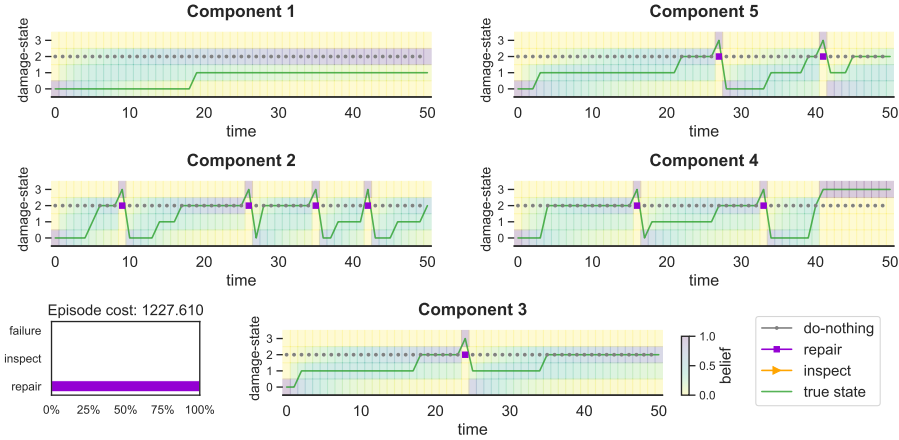 Component 1
damage-state
3
2
1
0
0 10 20 30 40 50
time
Component 5
damage-state
3
2
1
0
0 10 20 30 40 50
time
Component 2
damage-state
3
2
1
0
0 10 20 30 40 50
time
Component 4
damage-state
3
2
1
0
0 10 20 30 40 50
time
Episode cost: 1227.610
failure
inspect
repair
0% 25% 50% 75% 100%
Component 3
damage-state
3
2
1
0
0 10 20 30 40 50
time
1.0
0.0
belief
do-nothing
repair
inspect
true state